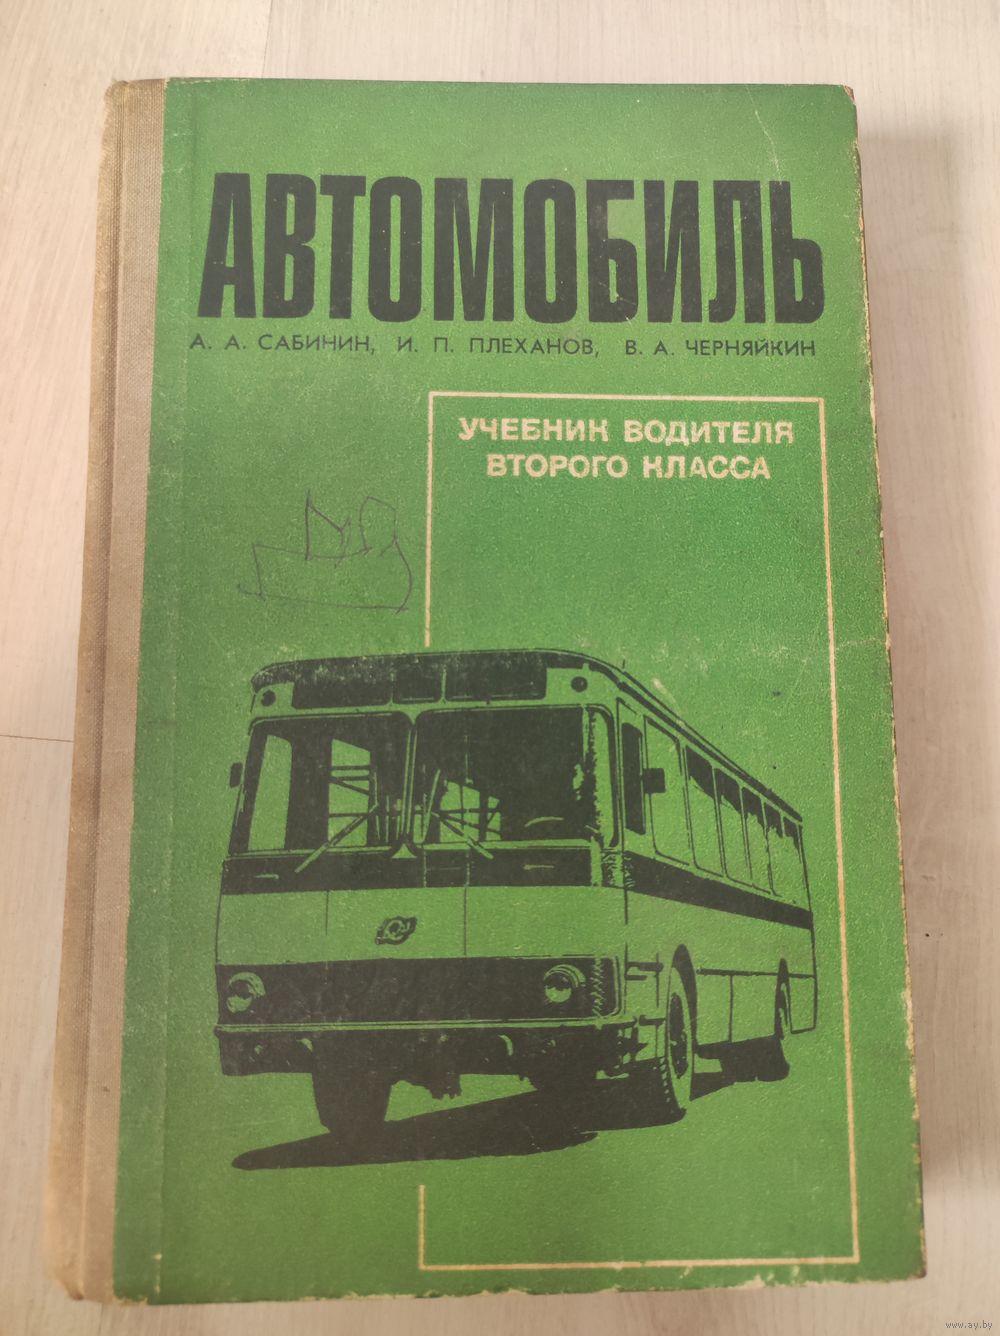 АВТОМОБИЛЬ
А. А. САБИНИН, И. П. ПЛЕХАНОВ, В. А. ЧЕРНЯЙКИН
УЧЕБНИК ВОДИТЕЛЯ
ВТОРОГО КЛАССА
www.ay.by